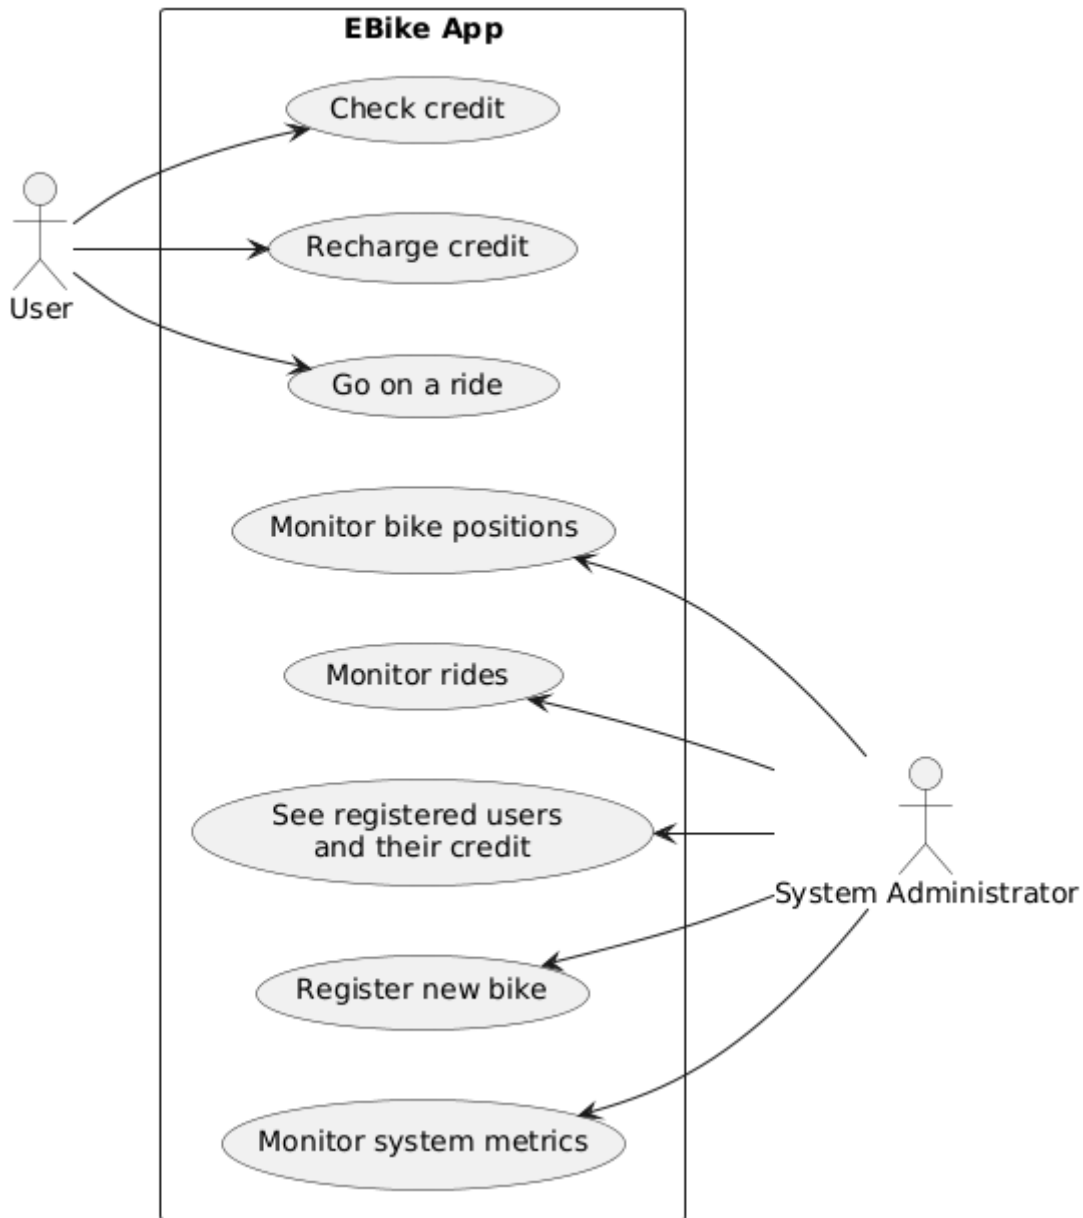 EBike App
Check credit
Recharge credit
User
Go on a ride
Monitor bike positions
Monitor rides
See registered users
and their credit
System Administrator
Register new bike
Monitor system metrics